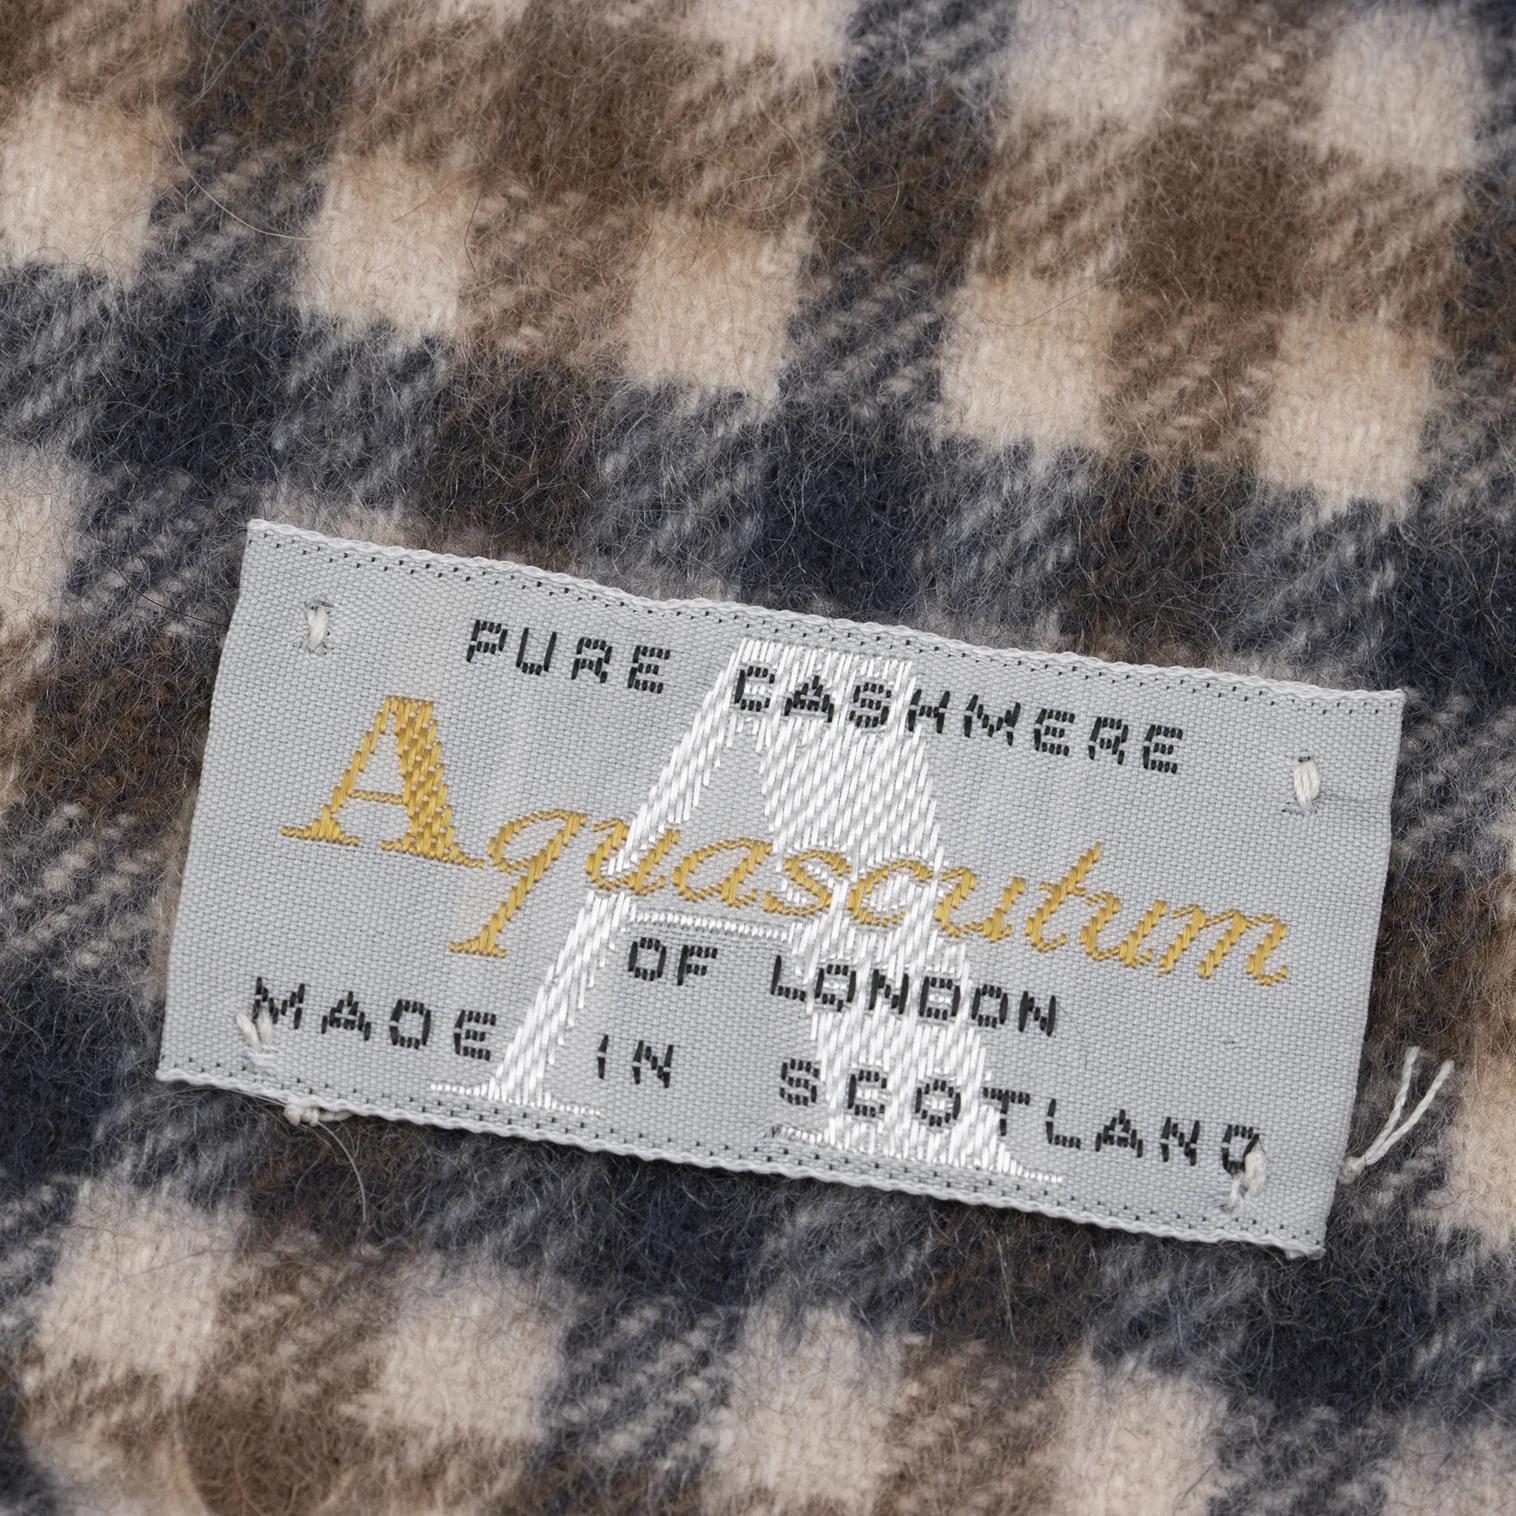 PURE CASHMERE
A
Aquascutum
OF LONDON
MADE IN SCOTLAND